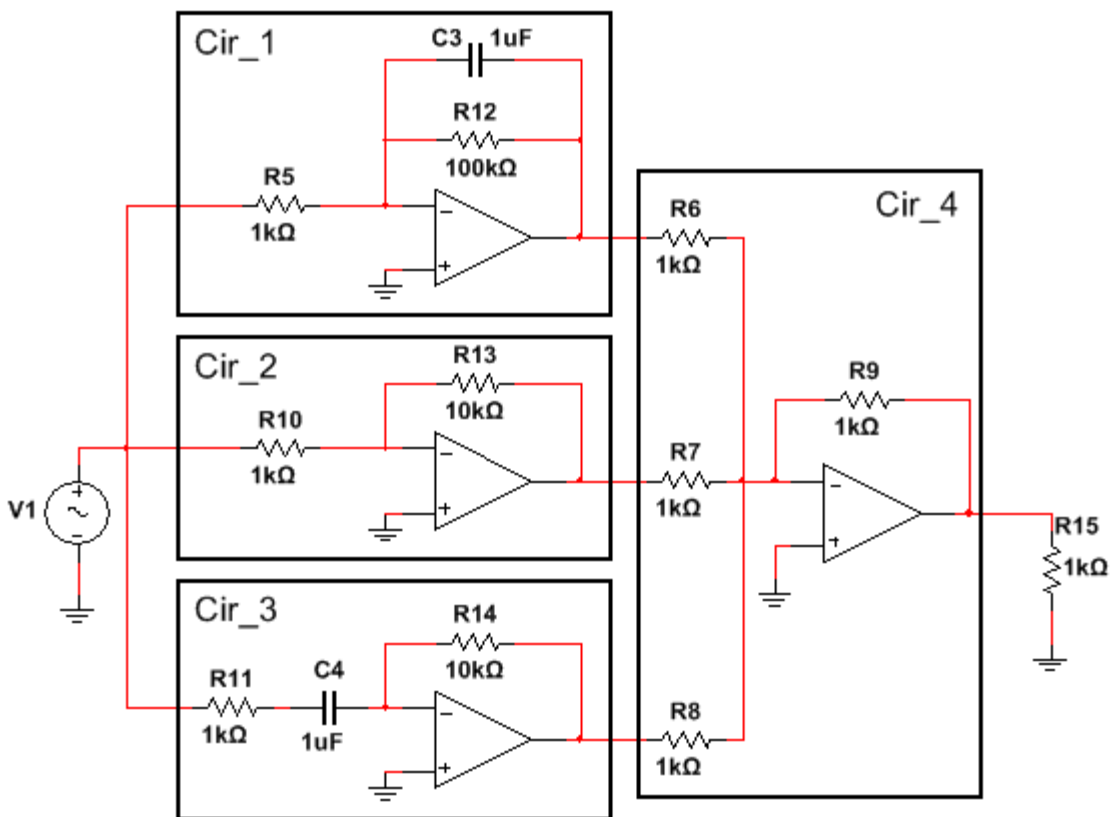 Cir_1
C3 1uF
R12
100kΩ
R5
1kΩ
−
+
Cir_2
R13
10kΩ
R10
1kΩ
−
+
V1
+
−
Cir_3
R14
10kΩ
R11
1kΩ
C4
1uF
−
+
Cir_4
R6
1kΩ
R7
1kΩ
R8
1kΩ
R9
1kΩ
−
+
R15
1kΩ